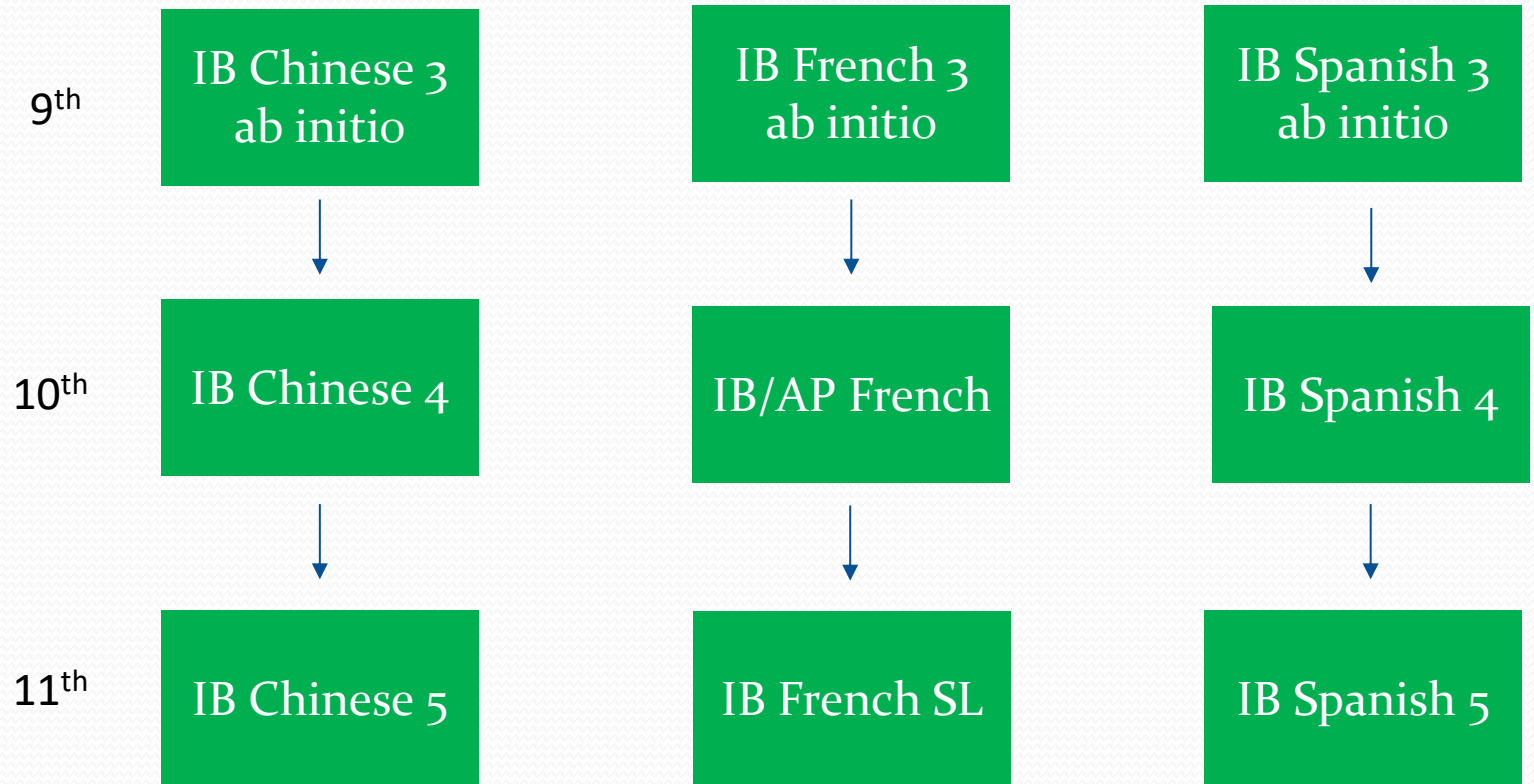 9th
IB Chinese 3
ab initio
IB French 3
ab initio
IB Spanish 3
ab initio
10th
IB Chinese 4
IB/AP French
IB Spanish 4
11th
IB Chinese 5
IB French SL
IB Spanish 5